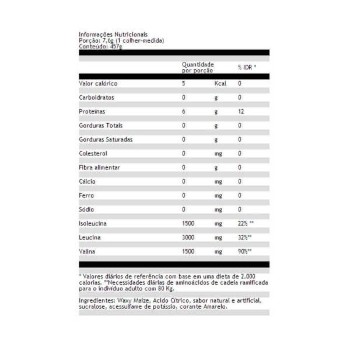 Informações Nutricionais
Porção: 7,6g (1 colher-medida)
Conteúdo: 457g
Quantidade por porção % IDR *
Valor calórico 5 Kcal 0
Carboidratos 0 g 0
Proteínas 6 g 12
Gorduras Totais 0 g 0
Gorduras Saturadas 0 g 0
Colesterol 0 mg 0
Fibra alimentar 0 g 0
Cálcio 0 mg 0
Ferro 0 mg 0
Sódio 0 mg 0
Isoleucina 1500 mg 22% **
Leucina 3000 mg 32%**
Valina 1500 mg 90%**
* Valores diários de referência com base em uma dieta de 2.000
calorias. **Necessidades diárias de aminoácidos de cadeia ramificada
para o indivíduo adulto com 80 Kg.
Ingredientes: Waxy Maize, Ácido Cítrico, sabor natural e artificial,
sucralose, acessulfame de potássio, corante Amarelo.